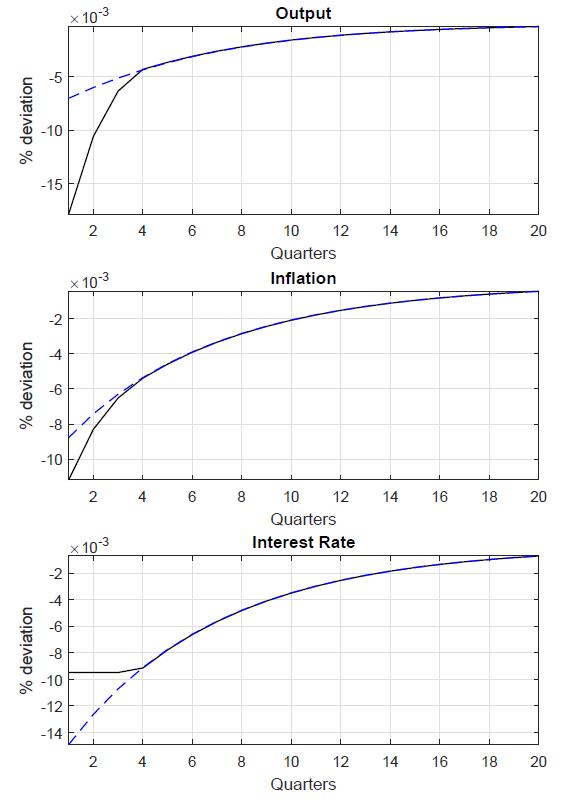 Output
×10-3
-5
-10
-15
% deviation
2 4 6 8 10 12 14 16 18 20
Quarters
Inflation
×10-3
-2
-4
-6
-8
-10
% deviation
2 4 6 8 10 12 14 16 18 20
Quarters
Interest Rate
×10-3
-2
-4
-6
-8
-10
-12
-14
% deviation
2 4 6 8 10 12 14 16 18 20
Quarters